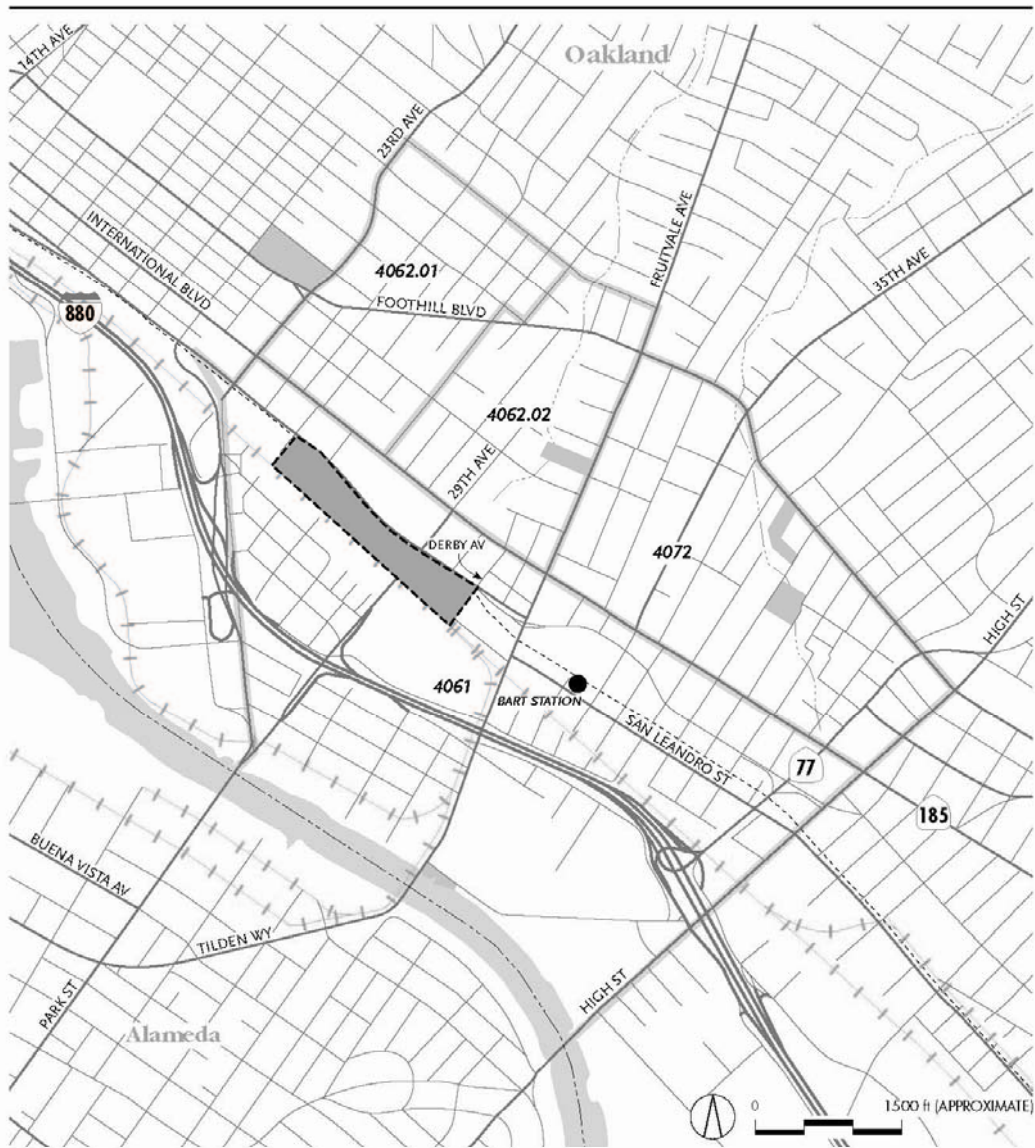 Oakland
14TH AVE
23RD AVE
INTERNATIONAL BLVD
4062.01
FRUITVALE AVE
35TH AVE
880
FOOTHILL BLVD
4062.02
29TH AVE
DERBY AV
4072
HIGH ST
4061
BART STATION
SAN LEANDRO ST
77
185
BUENA VISTA AV
TILDEN WY
PARK ST
HIGH ST
Alameda
0
1500 ft (APPROXIMATE)